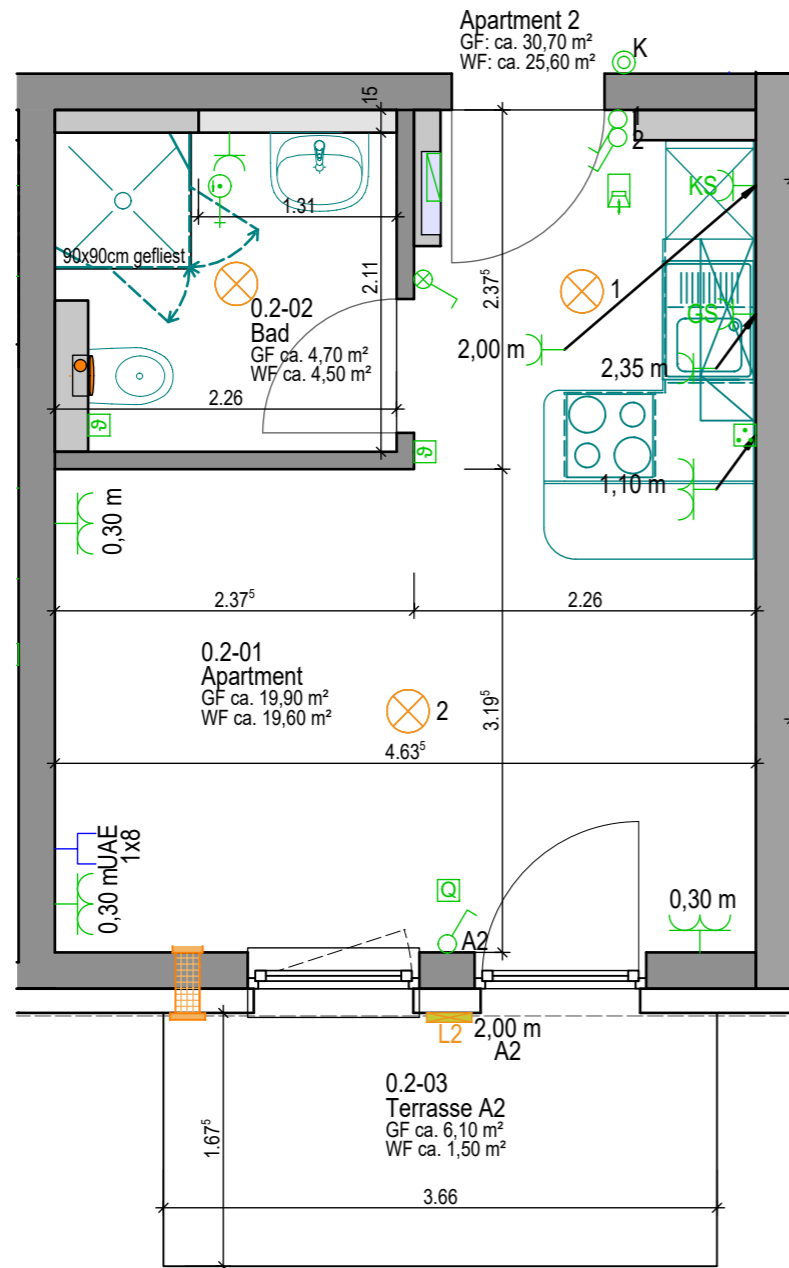 Apartment 2
GF: ca. 30,70 m²
WF: ca. 25,60 m²
K
15
1
2
KS
1.31
90x90cm gefliest
2.11
2.37⁵
1
0.2-02
Bad
GF ca. 4,70 m²
WF ca. 4,50 m²
GS
2,00 m
2,35 m
2.26
ϑ
ϑ
1,10 m
0,30 m
2.37⁵
2.26
0.2-01
Apartment
GF ca. 19,90 m²
WF ca. 19,60 m²
2
3.19⁵
4.63⁵
UAE
1x8
0,30 m
Q
A2
0,30 m
L2
2,00 m
A2
0.2-03
Terrasse A2
GF ca. 6,10 m²
WF ca. 1,50 m²
1.67⁵
3.66